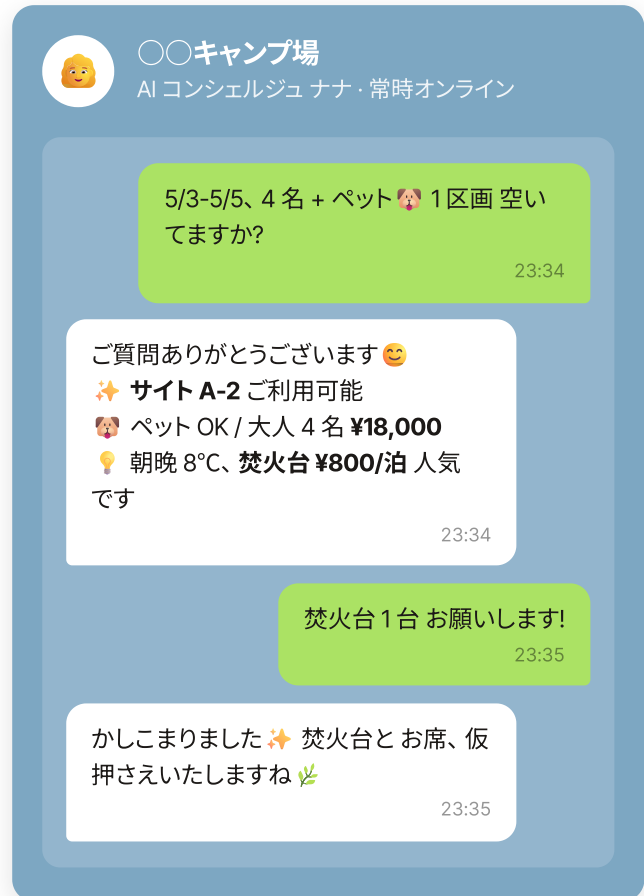 ○○キャンプ場
AI コンシェルジュ ナナ · 常時オンライン
5/3-5/5、4 名 + ペット🐶 1 区画 空い
てますか?
23:34
ご質問ありがとうございます😊
✨ サイト A-2 ご利用可能
🐶 ペット OK / 大人 4 名 ¥18,000
💡 朝晩 8°C、焚火台 ¥800/泊 人気
です
23:34
焚火台 1 台 お願いします!
23:35
かしこまりました✨ 焚火台と お席、仮
押さえいたしますね🌿
23:35